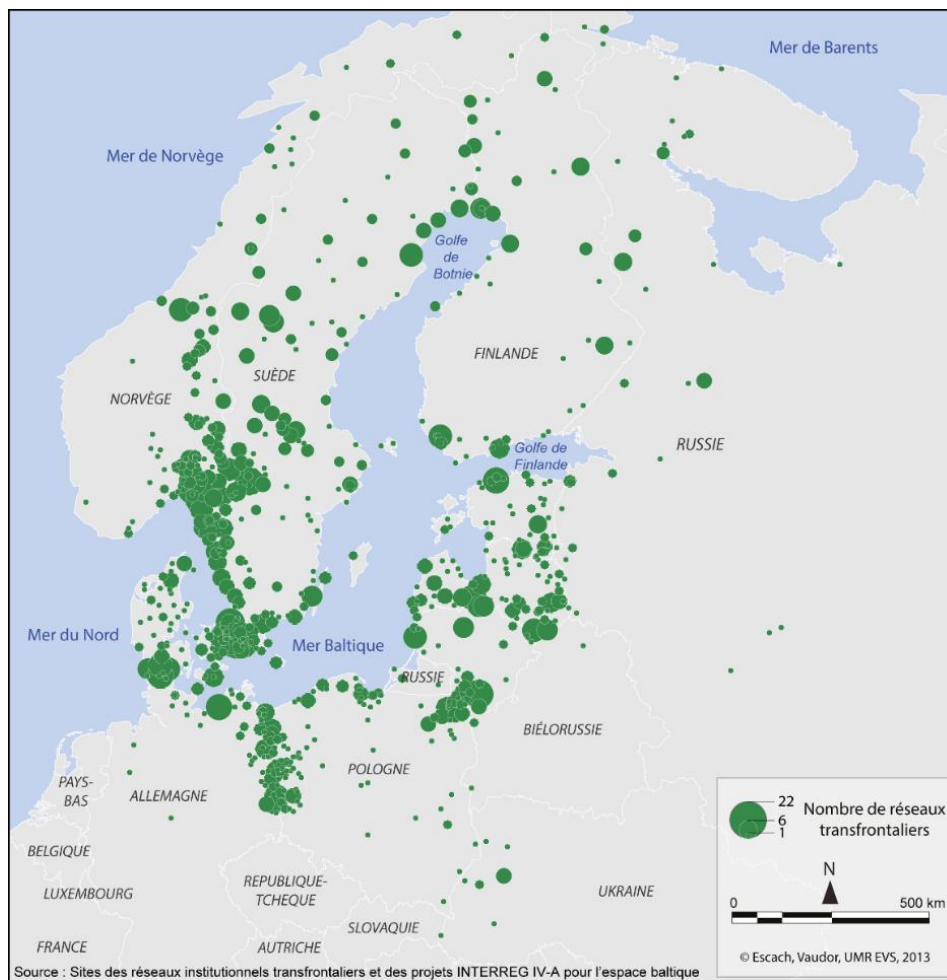 Mer de Barents
Mer de Norvège
Golfe
de
Botnie
FINLANDE
SUÈDE
NORVÈGE
RUSSIE
Golfe de
Finlande
Mer du Nord
Mer Baltique
RUSSIE
BIÉLORUSSIE
PAYS-
BAS
ALLEMAGNE
POLOGNE
BELGIQUE
LUXEMBOURG
REPUBLIQUE-
TCHEQUE
UKRAINE
SLOVAQUIE
FRANCE
AUTRICHE
22
6
1
Nombre de réseaux
transfrontaliers
N
0 500 km
© Escach, Vaudor, UMR EVS, 2013
Source : Sites des réseaux institutionnels transfrontaliers et des projets INTERREG IV-A pour l'espace baltique